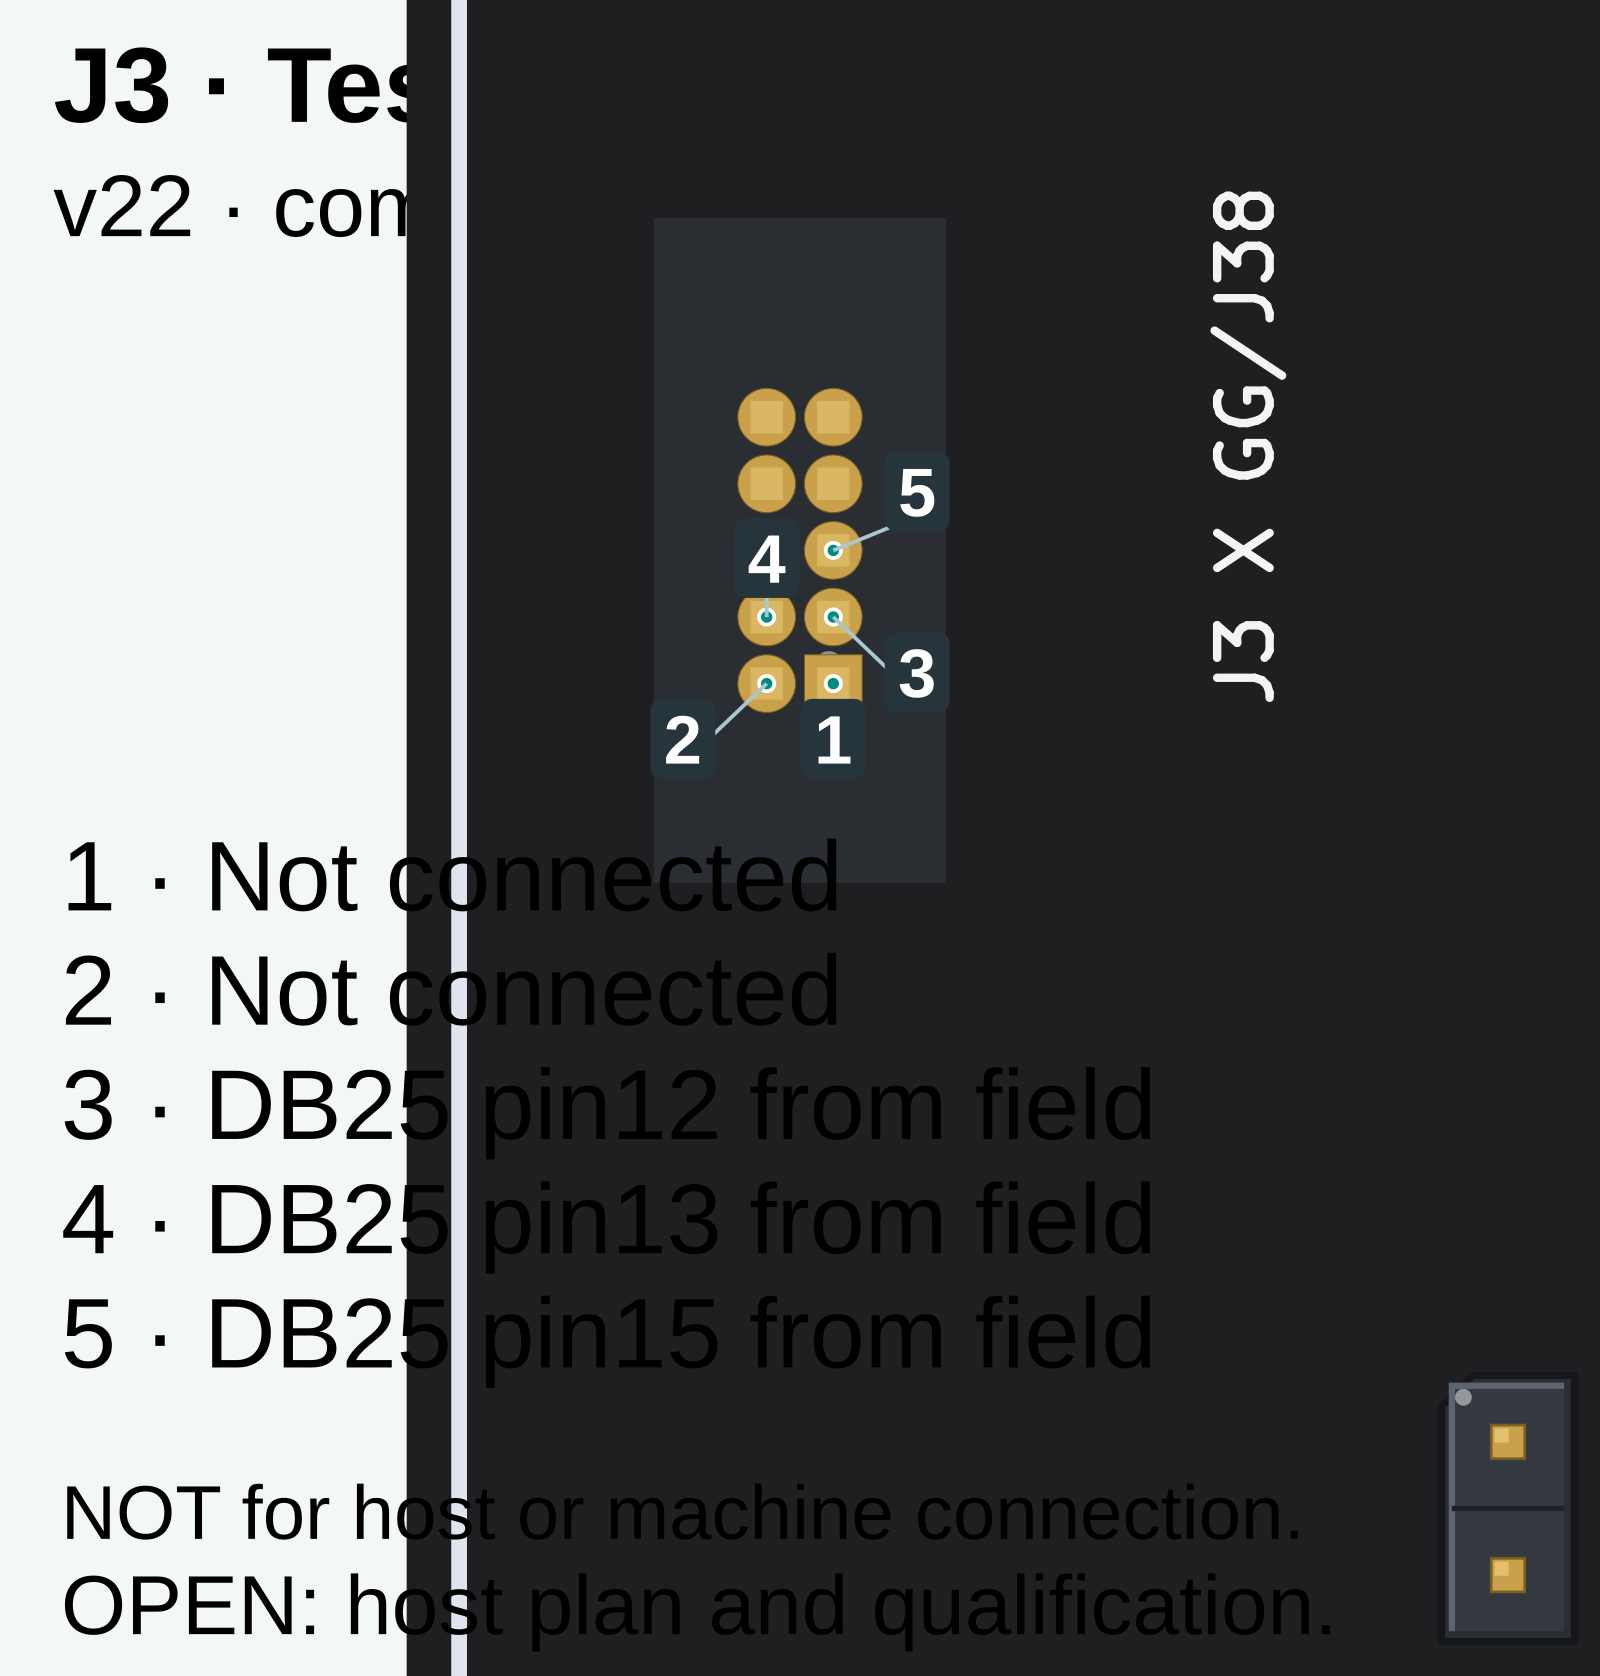 J3 · Tes
v22 · com
J3 X GG/J38
5
4
3
2
1
1 · Not connected
2 · Not connected
3 · DB25 pin12 from field
4 · DB25 pin13 from field
5 · DB25 pin15 from field
NOT for host or machine connection.
OPEN: host plan and qualification.